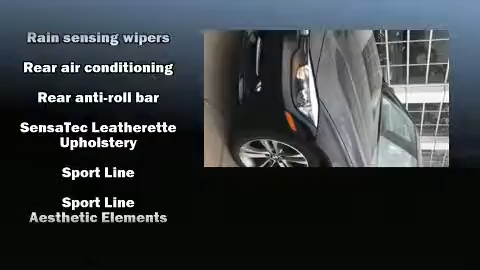 Rain sensing wipers
Rear air conditioning
Rear anti-roll bar
SensaTec Leatherette
Upholstery
Sport Line
Sport Line
Aesthetic Elements